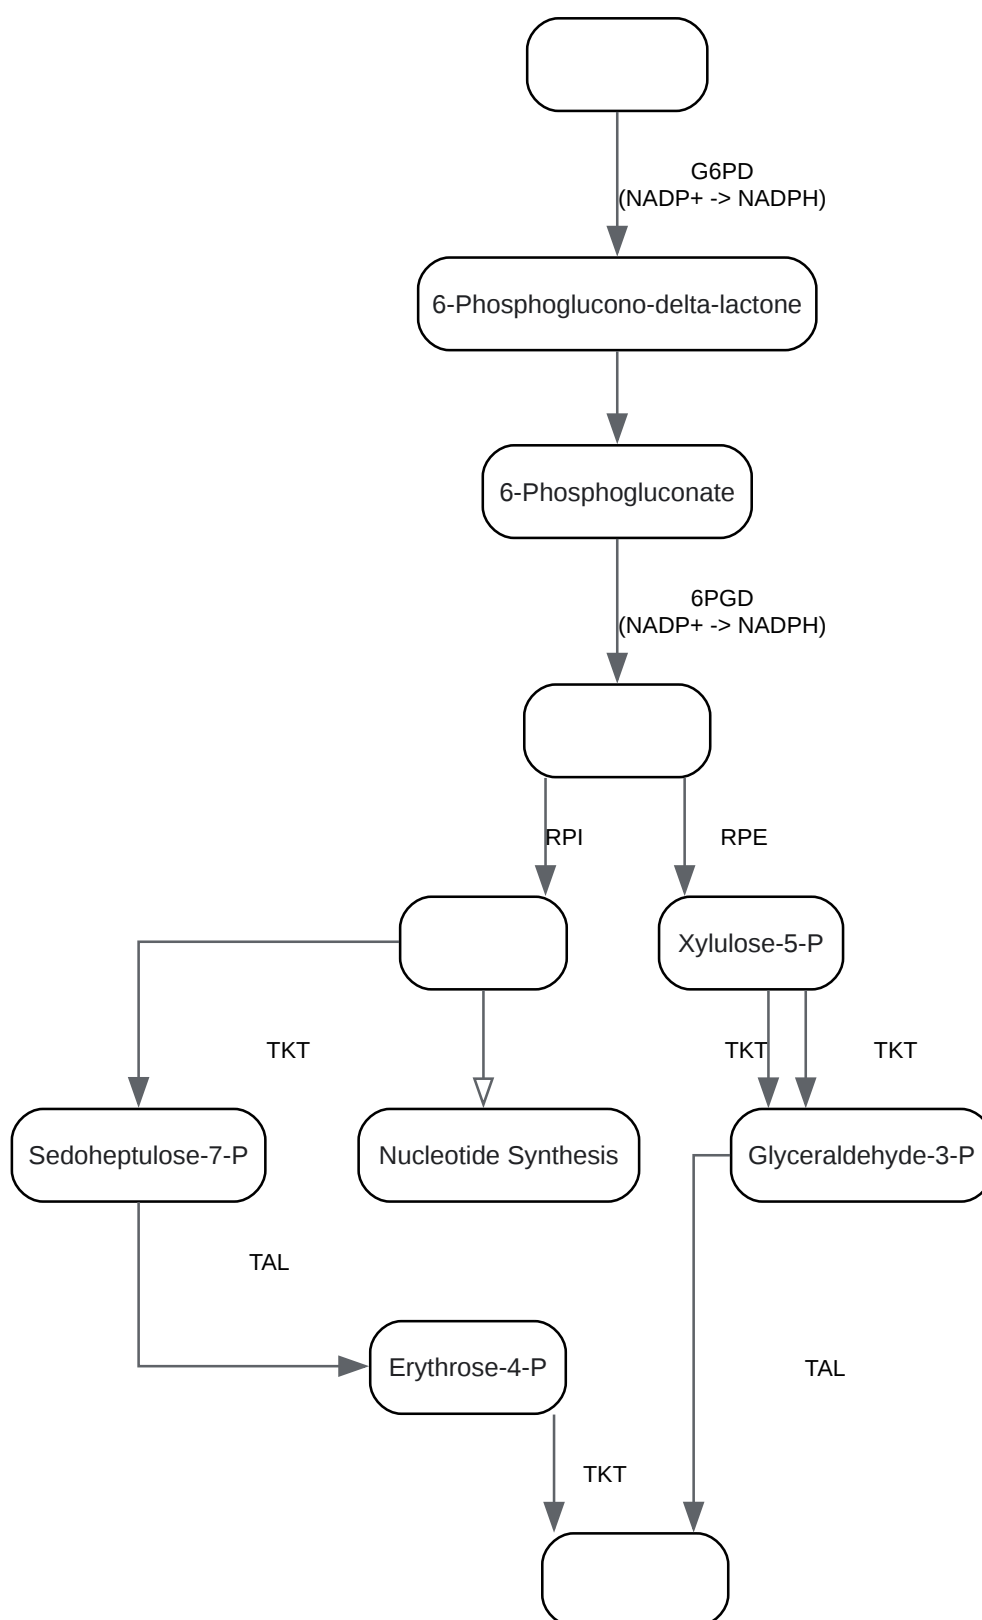 G6PD
(NADP+ -> NADPH)
6-Phosphoglucono-delta-lactone
6-Phosphogluconate
6PGD
(NADP+ -> NADPH)
RPI
RPE
Xylulose-5-P
TKT
TKT
TKT
Sedoheptulose-7-P
Nucleotide Synthesis
Glyceraldehyde-3-P
TAL
Erythrose-4-P
TAL
TKT